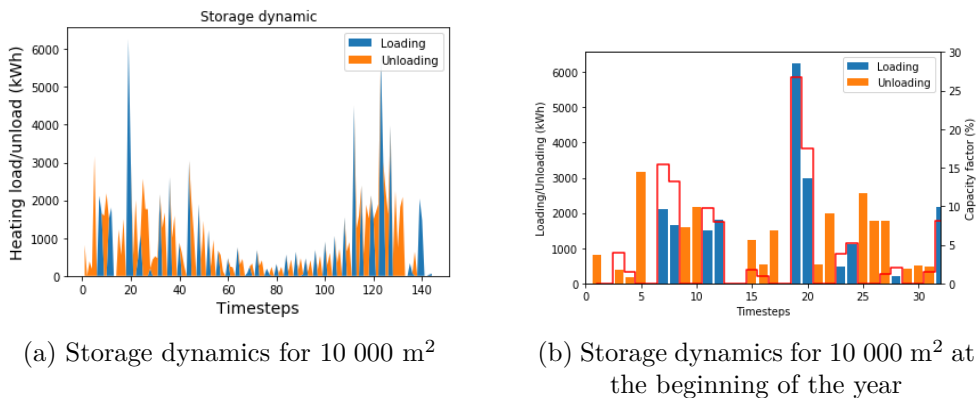 Storage dynamic
Loading
Unloading
Heating load/unload (kWh)
6000
5000
4000
3000
2000
1000
0
0 20 40 60 80 100 120 140
Timesteps
(a) Storage dynamics for 10 000 m²
Loading
Unloading
Loading/Unloading (kWh)
6000
5000
4000
3000
2000
1000
0
0 5 10 15 20 25 30
Timesteps
30
25
20
15
10
5
0
Capacity factor (%)
(b) Storage dynamics for 10 000 m² at
the beginning of the year